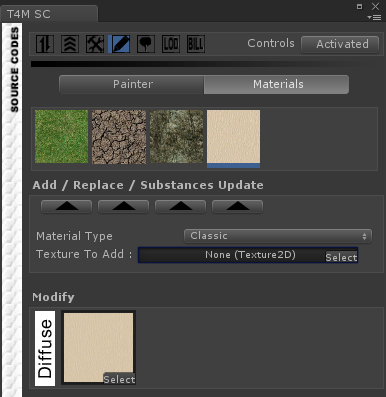 T4M SC
SOURCE CODES
LOD
BILL
Controls
Activated
Painter
Materials
Add / Replace / Substances Update
Material Type
Classic
Texture To Add :
None (Texture2D)
Select
Modify
Diffuse
Select